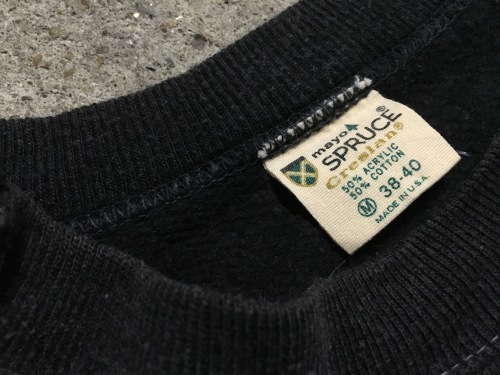 mayo
SPRUCE®
Creslan®
50% ACRYLIC
50% COTTON
M 38-40
MADE IN U.S.A.